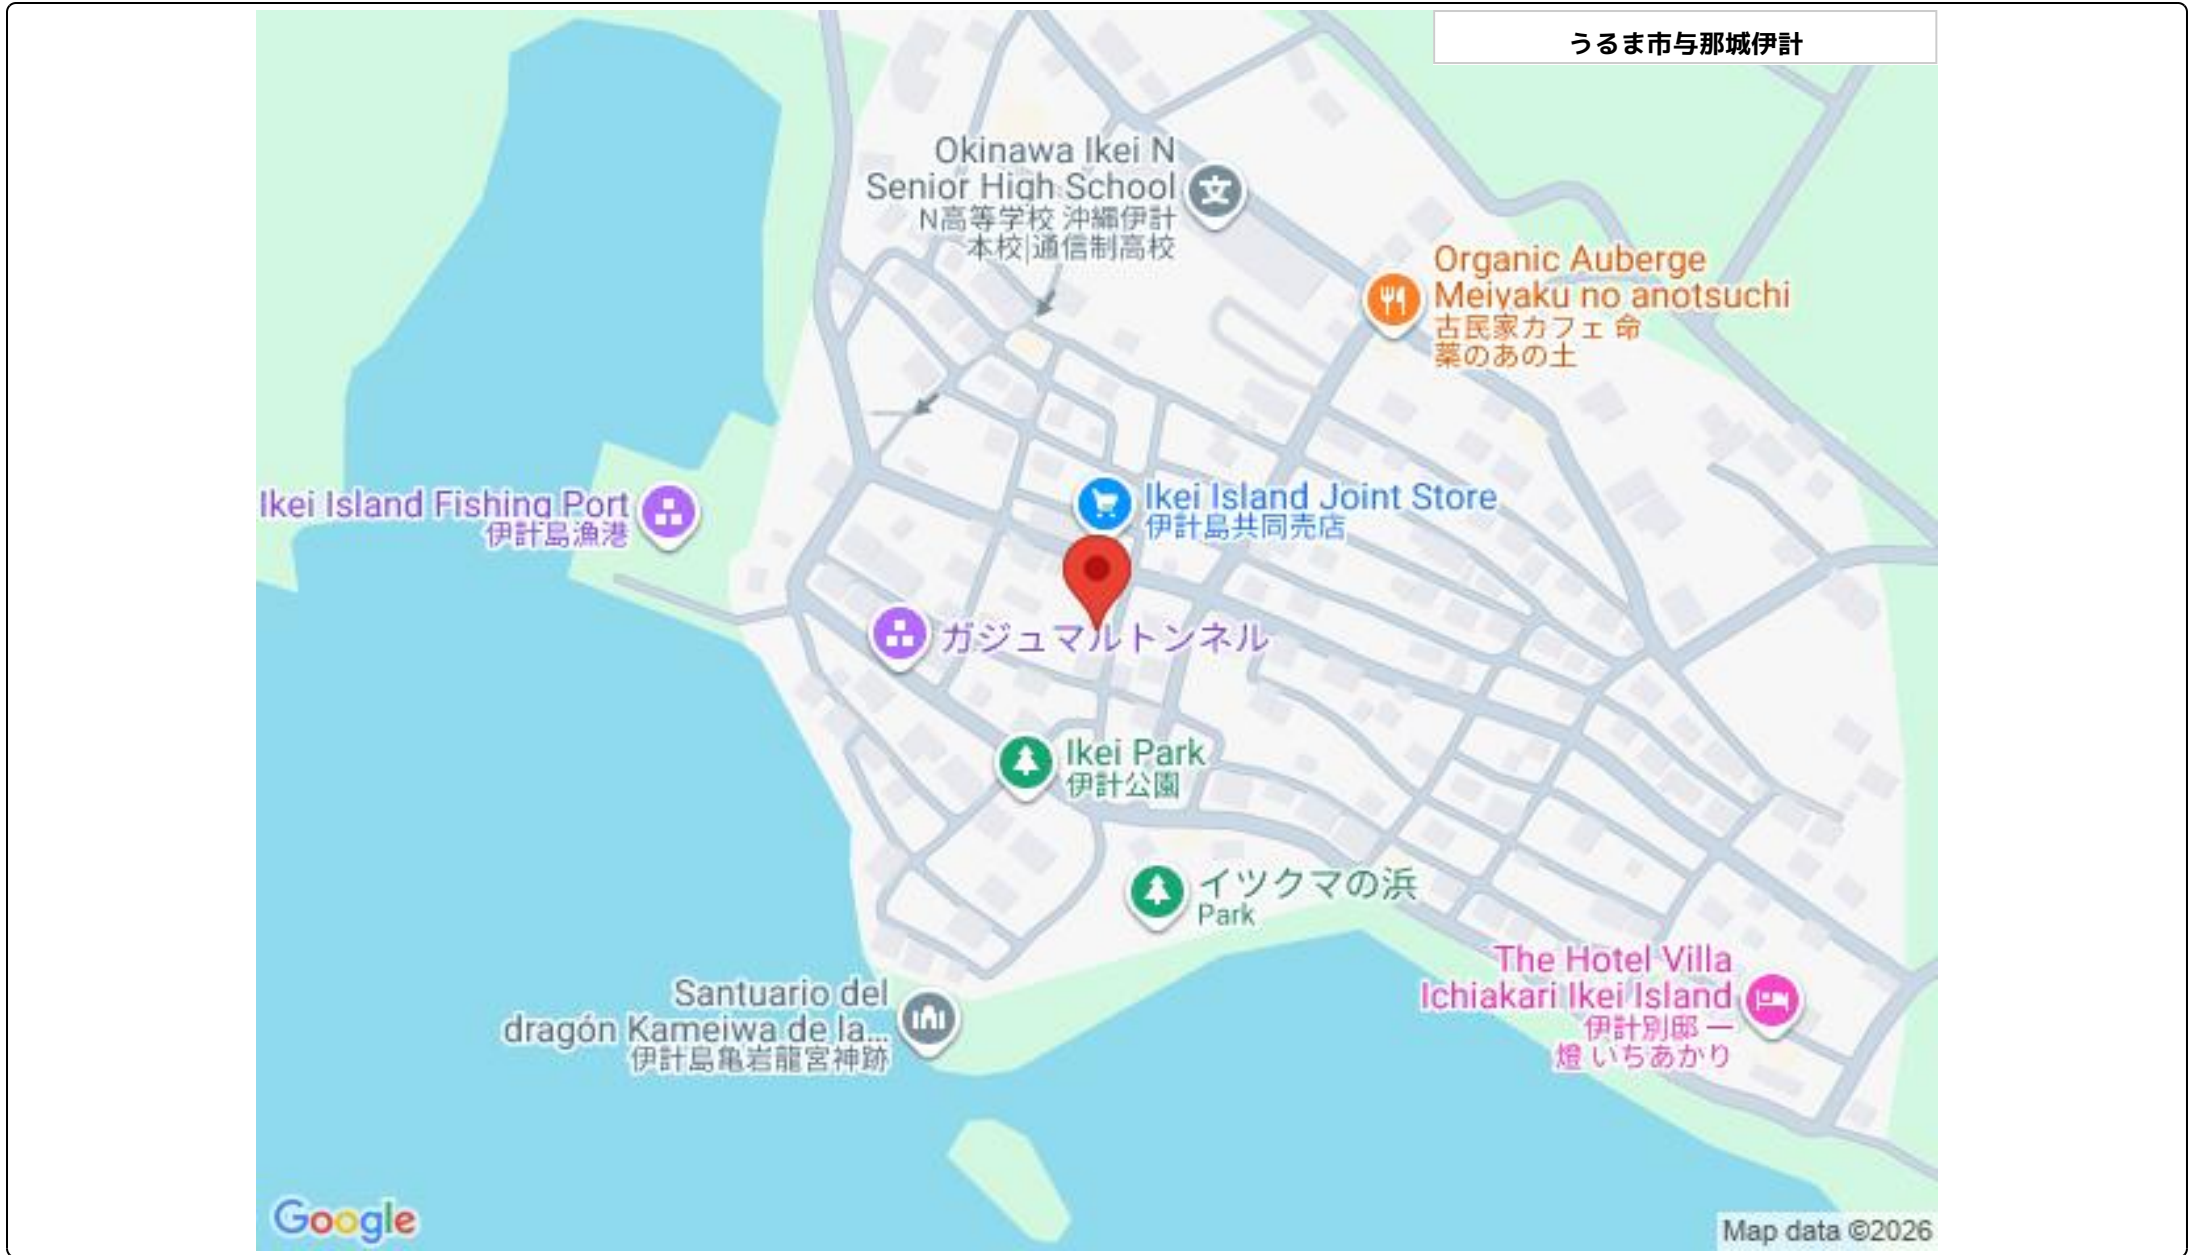 うるま市与那城伊計
Okinawa Ikei N
Senior High School
N高等学校 沖縄伊計
本校|通信制高校
Organic Auberge
Meiyaku no anotsuchi
古民家カフェ 命
薬のあの土
Ikei Island Fishing Port
伊計島漁港
Ikei Island Joint Store
伊計島共同売店
ガジュマルトンネル
Ikei Park
伊計公園
イツクマの浜
Park
The Hotel Villa
Ichiakari Ikei Island
伊計別邸 一
燈 いちあかり
Santuario del
dragón Kameiwa de la...
伊計島亀岩龍宮神跡
Google
Map data ©2026